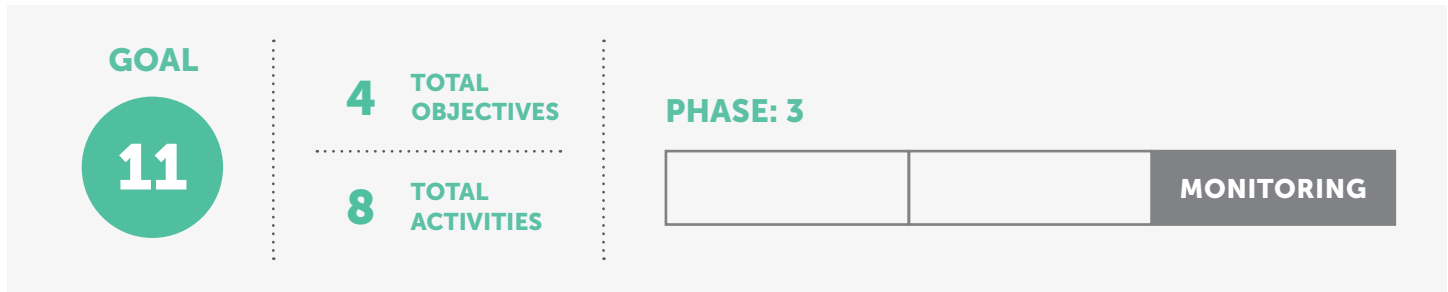 GOAL
11
4 TOTAL
OBJECTIVES
8 TOTAL
ACTIVITIES
PHASE: 3
MONITORING